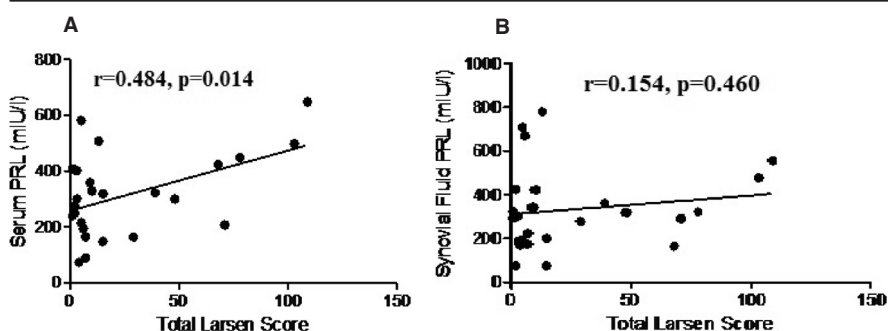 A
r=0.484, p=0.014
Serum PRL (mIU/l)
800
600
400
200
0
0 50 100 150
Total Larsen Score
B
r=0.154, p=0.460
Synovial Fluid PRL (mIU/l)
1000
800
600
400
200
0
0 50 100 150
Total Larsen Score